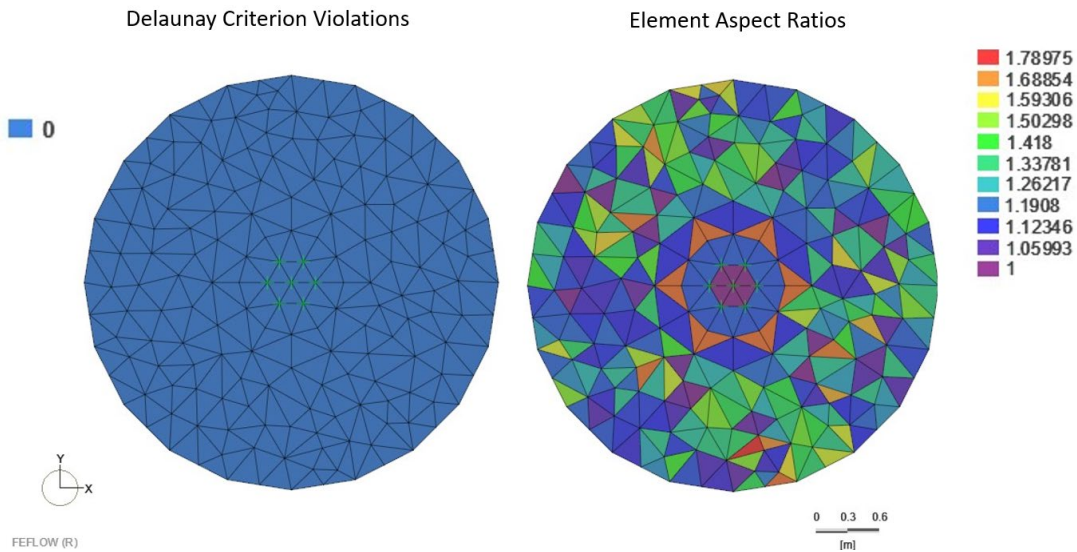 Delaunay Criterion Violations
Element Aspect Ratios
0
1.78975
1.68854
1.59306
1.50298
1.418
1.33781
1.26217
1.1908
1.12346
1.05993
1
Y
X
0 0.3 0.6
[m]
FEFLOW (R)